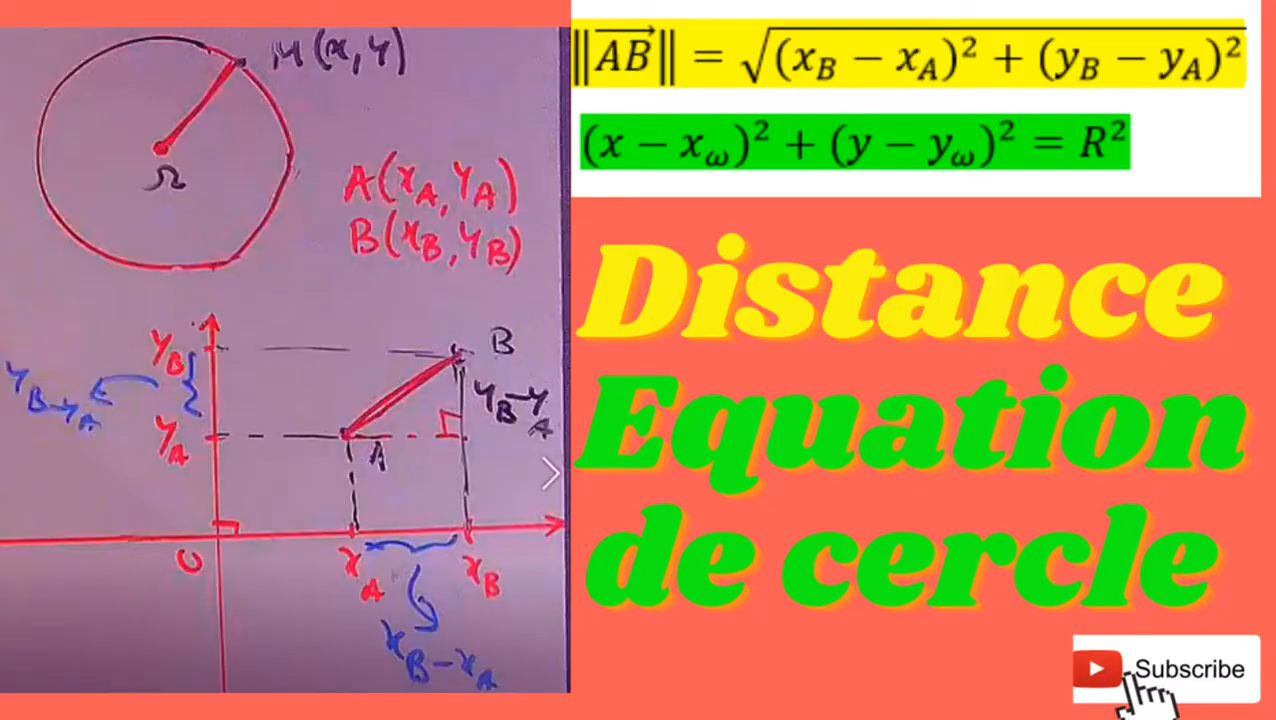 M(x,y)
Ω
A(x_A, y_A)
B(x_B, y_B)
y_B
B
y_B-y_A
y_B-y_A
y_A
A
O
x_A
x_B
x_B-x_A
‖\overrightarrow{AB}‖ = √((x_B − x_A)² + (y_B − y_A)²)
(x − x_ω)² + (y − y_ω)² = R²
Distance
Equation
de cercle
Subscribe